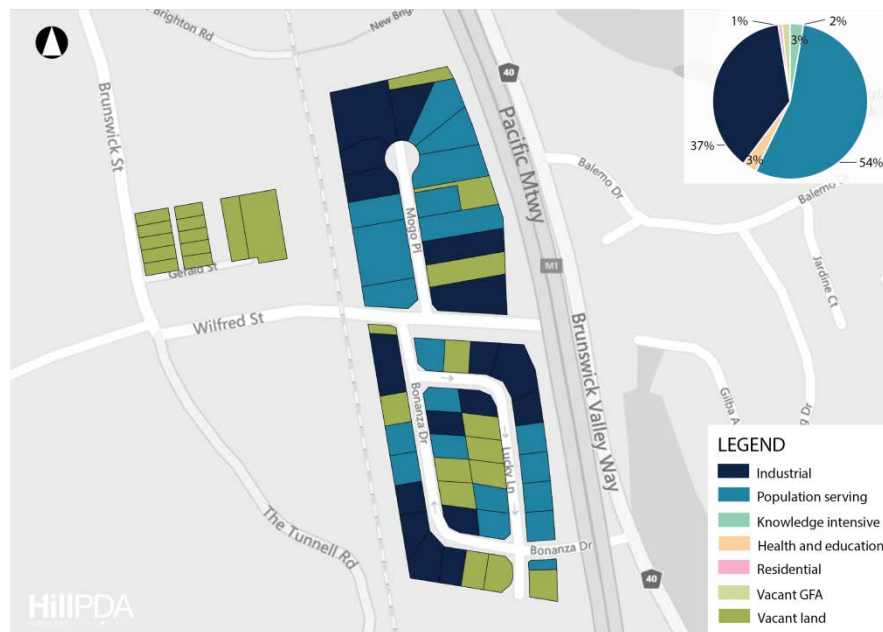 Brighton Rd
New Brig
40
1%
2%
3%
37%
3%
54%
Brunswick St
Pacific Mtwy
Balemo Dr
Balemo Dr
Mogo Pl
Jardine Ct
Gerald St
M1
Wilfred St
Brunswick Valley Way
Bonanza Dr
Lucky Ln
Gilba A
g Dr
The Tunnell Rd
Bonanza Dr
40
LEGEND
Industrial
Population serving
Knowledge intensive
Health and education
Residential
Vacant GFA
Vacant land
HillPDA